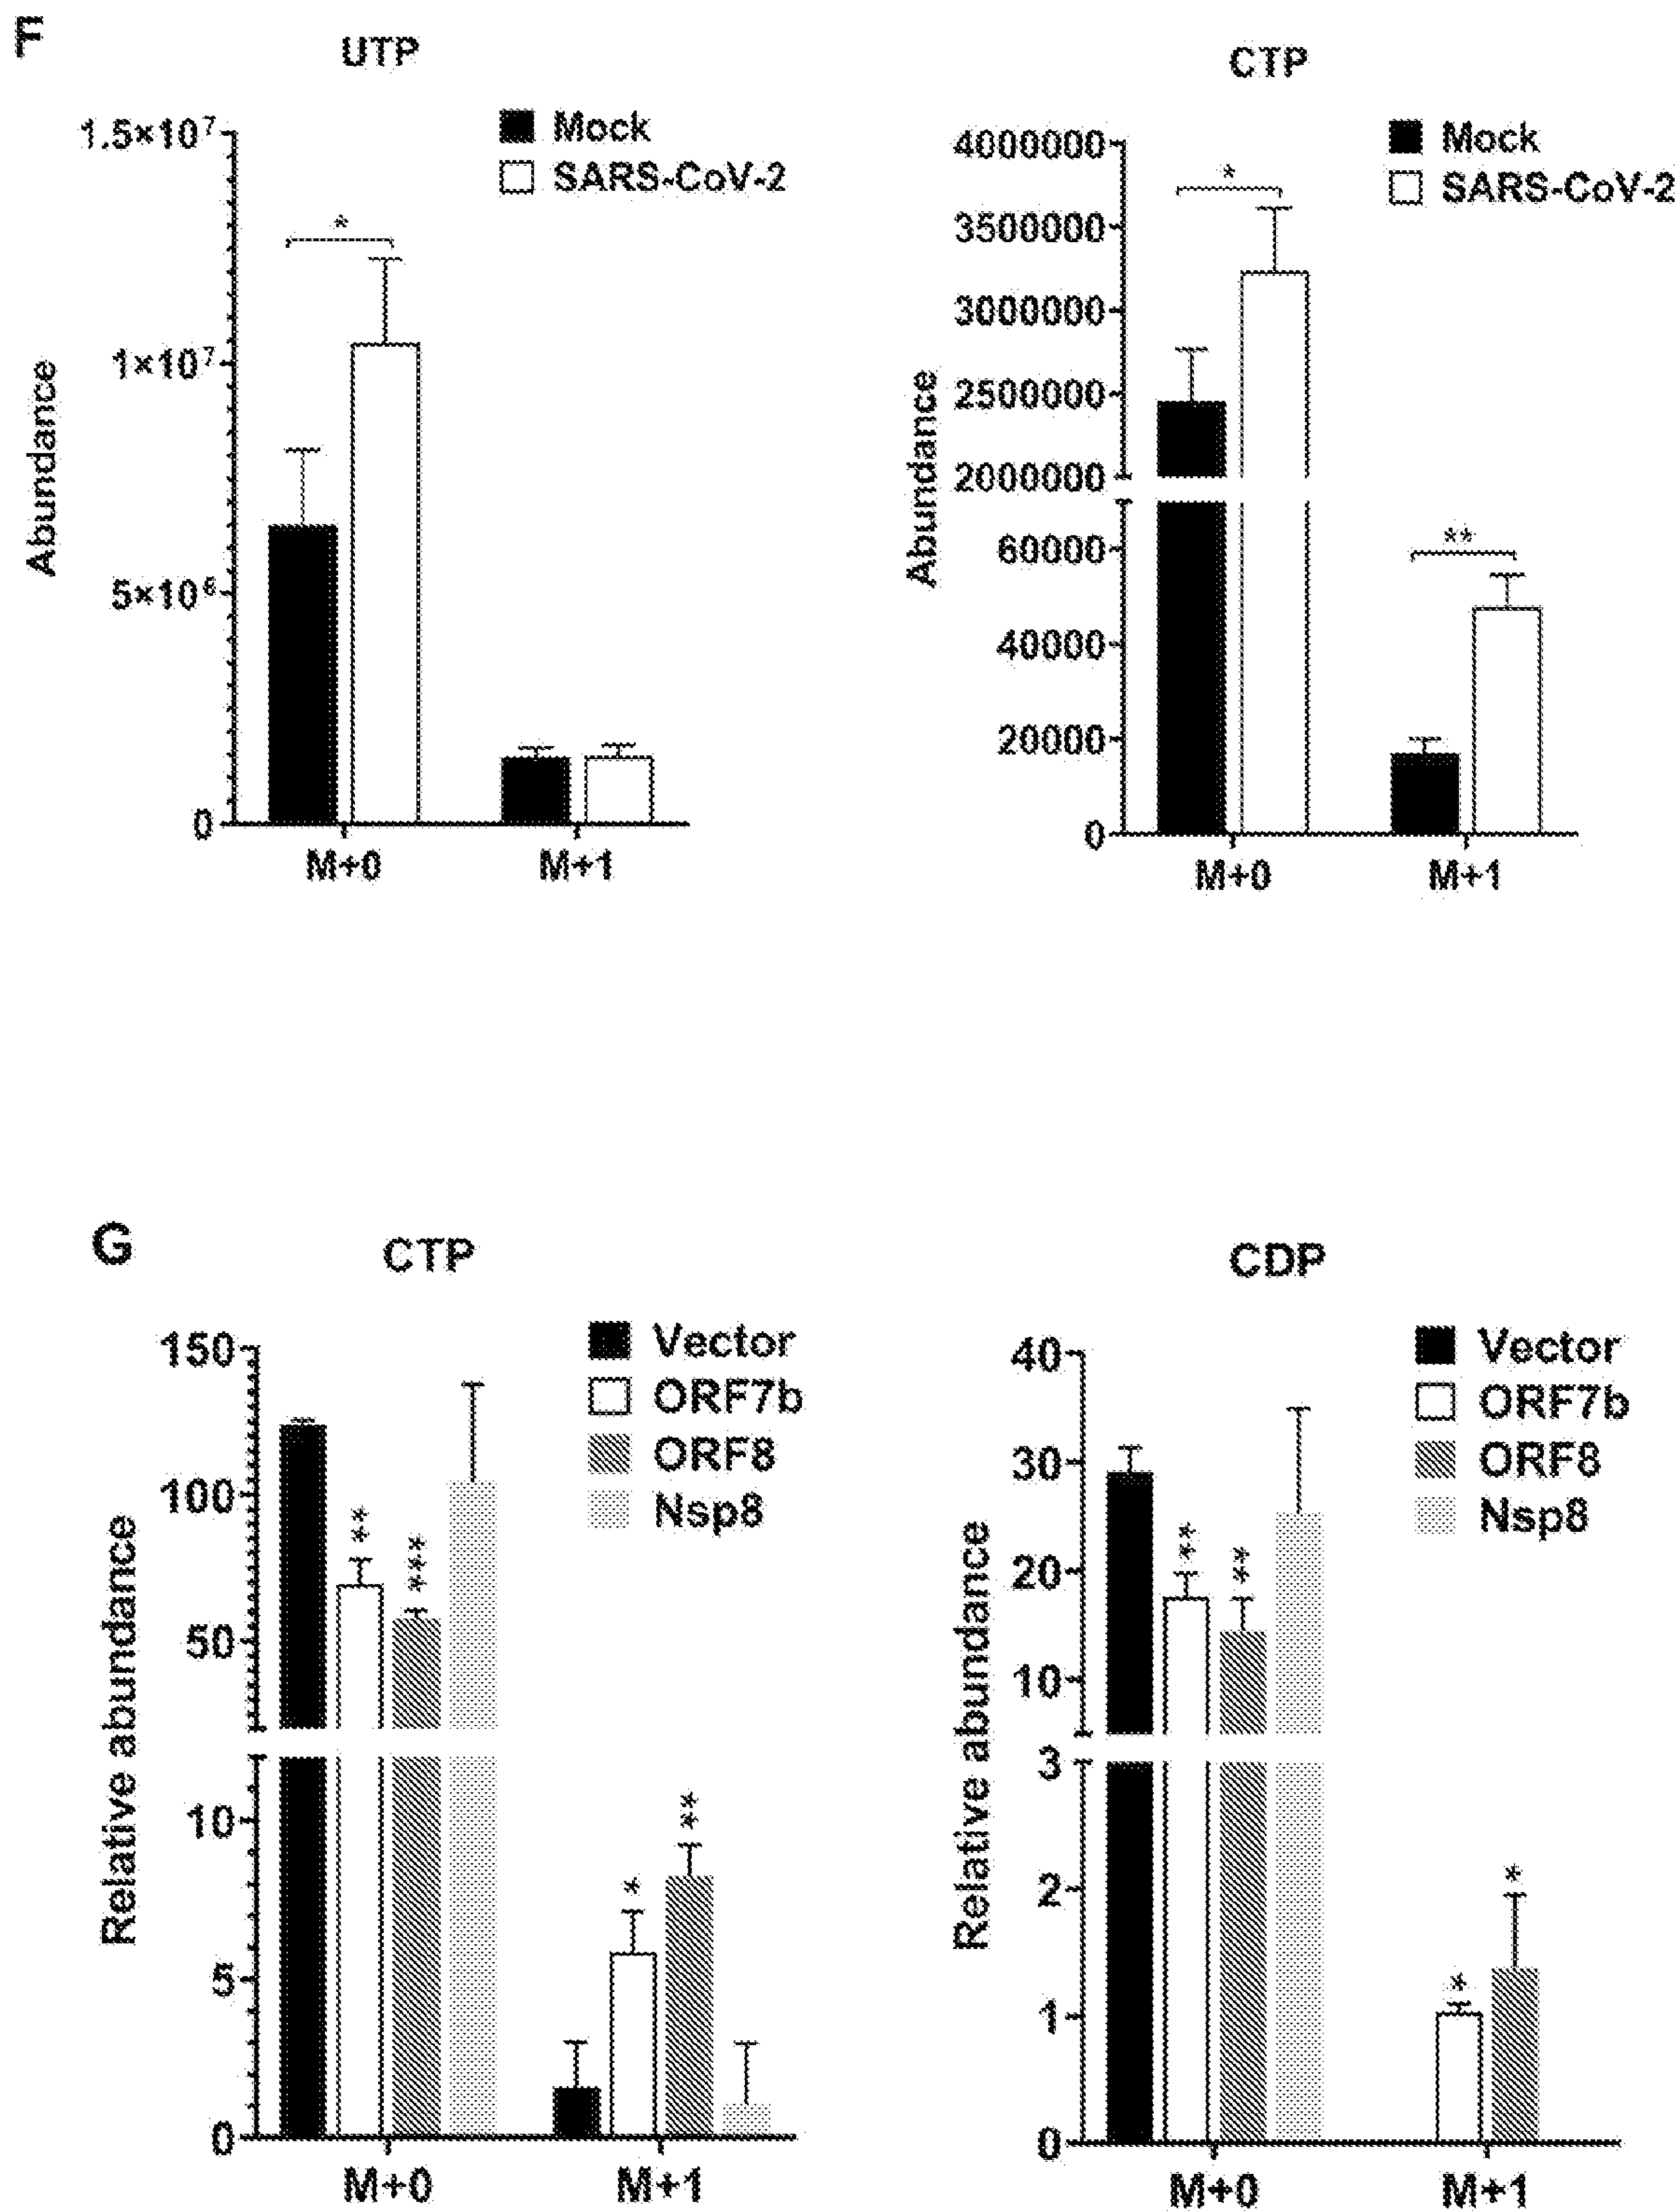 F
UTP
Mock
SARS-CoV-2
1.5×10⁷
1×10⁷
5×10⁶
0
Abundance
*
M+0
M+1
CTP
Mock
SARS-CoV-2
4000000
3500000
3000000
2500000
2000000
60000
40000
20000
0
Abundance
*
**
M+0
M+1
G
CTP
Vector
ORF7b
ORF8
Nsp8
150
100
50
10
5
0
Relative abundance
**
***
*
**
M+0
M+1
CDP
Vector
ORF7b
ORF8
Nsp8
40
30
20
10
3
2
1
0
Relative abundance
**
**
*
*
M+0
M+1